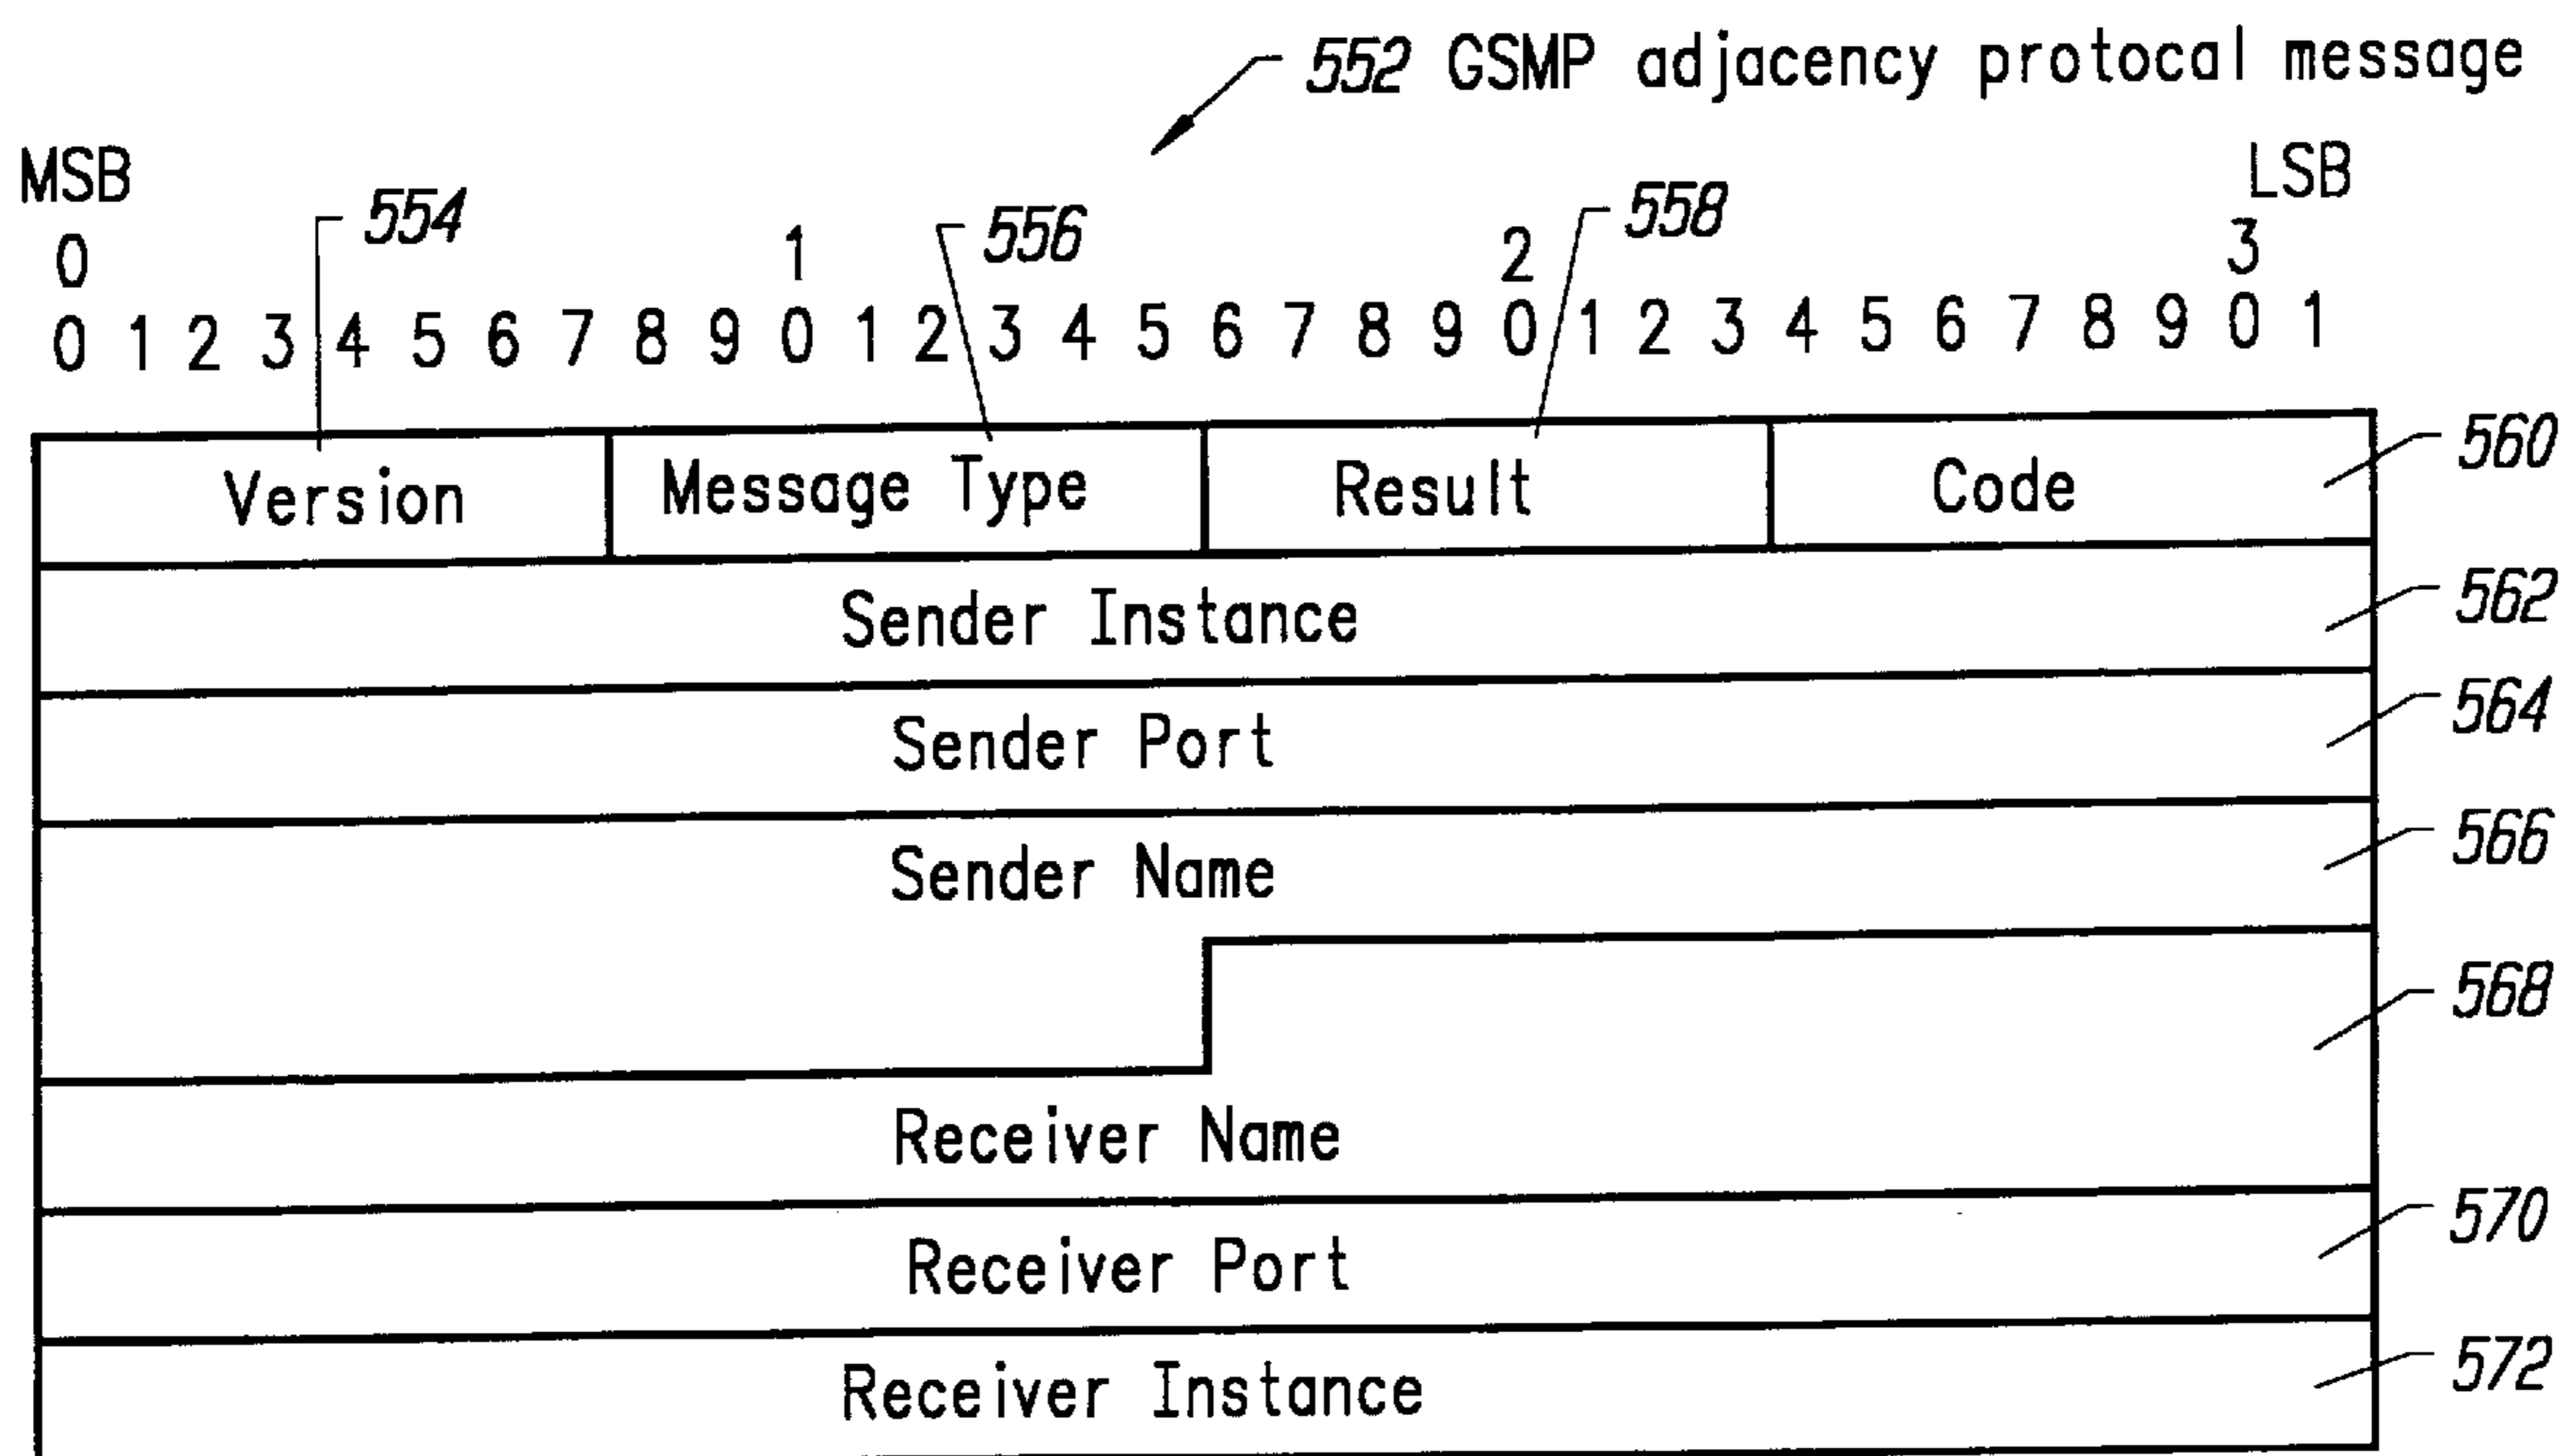 552 GSMP adjacency protocal message
MSB LSB
554 556 558
0 1 2 3
0 1 2 3 4 5 6 7 8 9 0 1 2 3 4 5 6 7 8 9 0 1 2 3 4 5 6 7 8 9 0 1
Version Message Type Result Code 560
Sender Instance 562
Sender Port 564
Sender Name 566
568
Receiver Name
Receiver Port 570
Receiver Instance 572